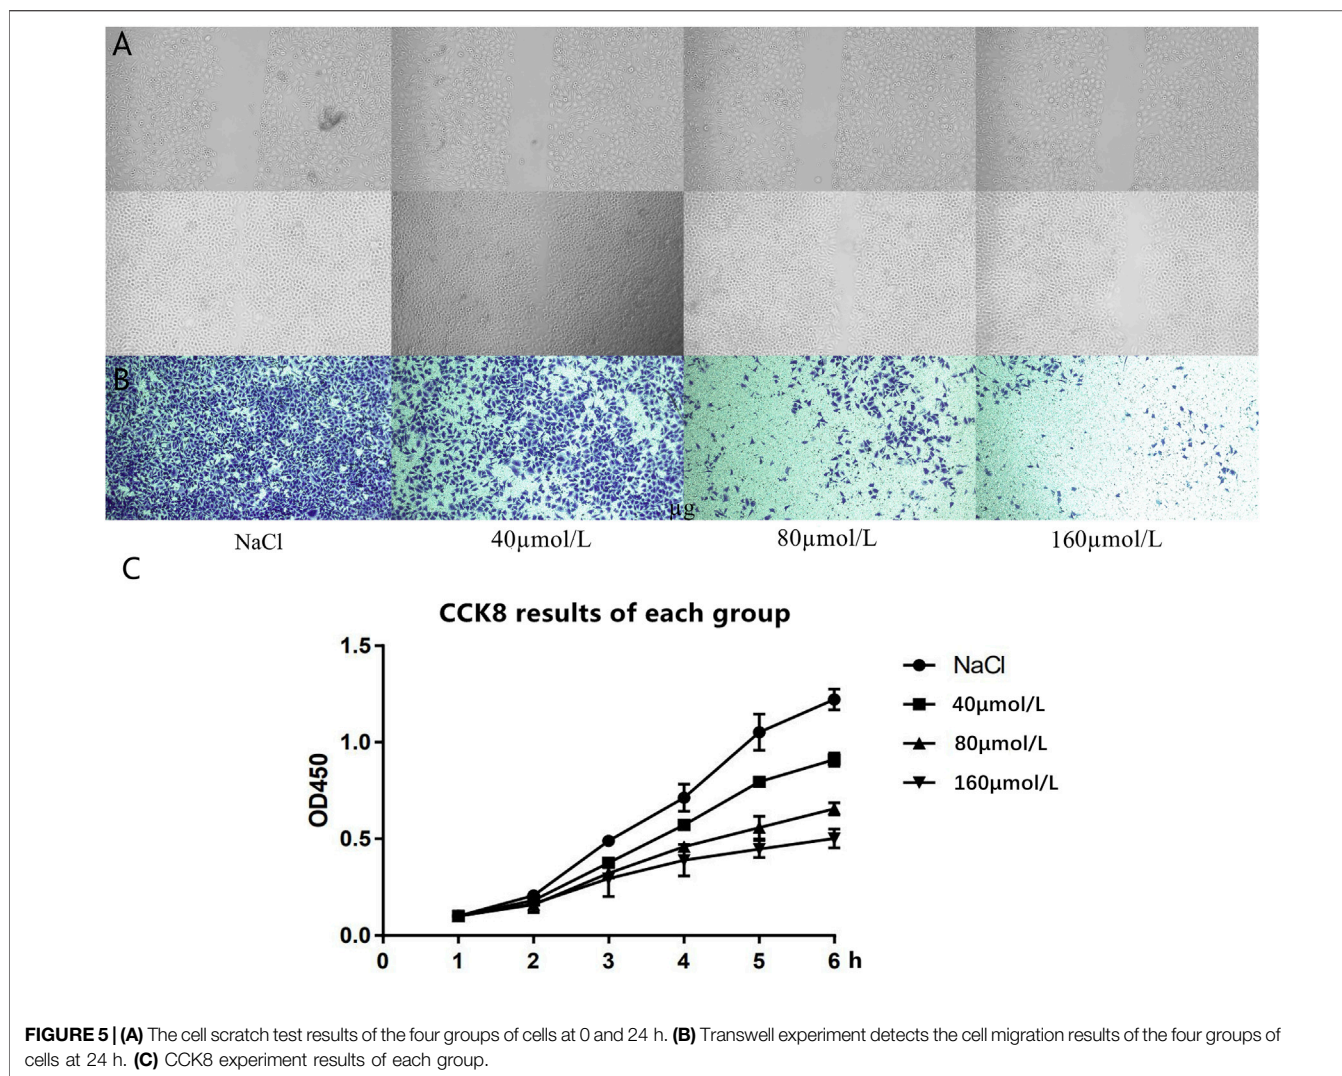 A
B
µg
NaCl 40µmol/L 80µmol/L 160µmol/L
C
CCK8 results of each group
1.5
1.0
0.5
0.0
OD450
0 1 2 3 4 5 6 h
NaCl
40µmol/L
80µmol/L
160µmol/L
FIGURE 5 | (A) The cell scratch test results of the four groups of cells at 0 and 24 h. (B) Transwell experiment detects the cell migration results of the four groups of
cells at 24 h. (C) CCK8 experiment results of each group.